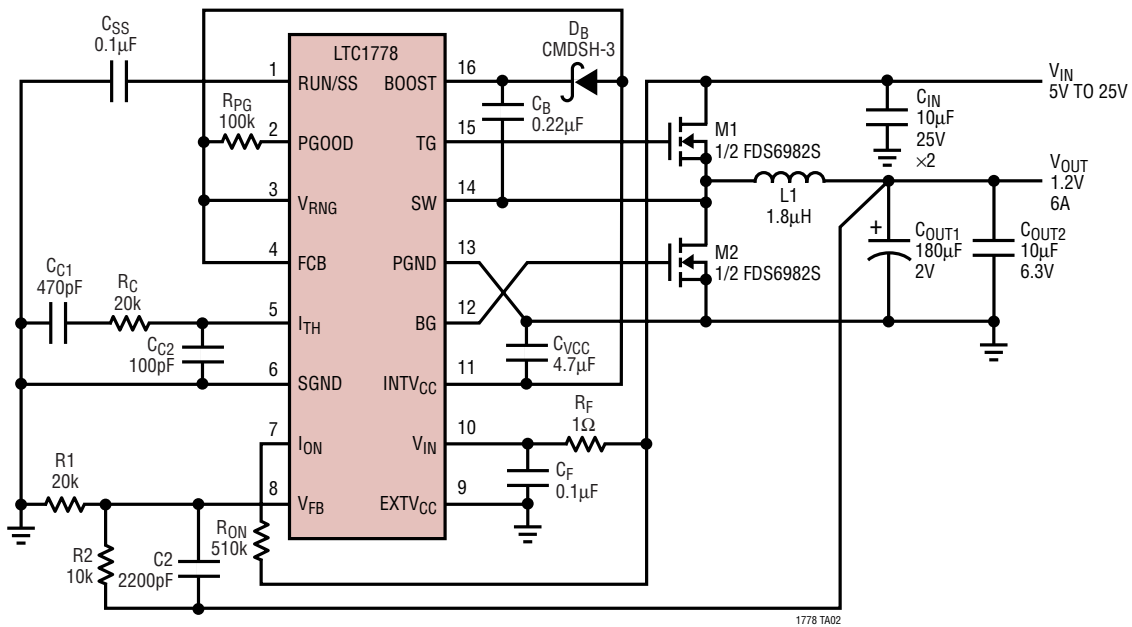 CSS
0.1µF
DB
CMDSH-3
LTC1778
1
RUN/SS
BOOST
16
RPG
100k
2
PGOOD
TG
15
CB
0.22µF
M1
1/2 FDS6982S
VIN
5V TO 25V
CIN
10µF
25V
×2
3
VRNG
SW
14
L1
1.8µH
VOUT
1.2V
6A
4
FCB
PGND
13
M2
1/2 FDS6982S
COUT1
180µF
2V
+
COUT2
10µF
6.3V
CC1
470pF
RC
20k
5
ITH
BG
12
CC2
100pF
CVCC
4.7µF
6
SGND
INTVCC
11
7
ION
VIN
10
RF
1Ω
R1
20k
8
VFB
EXTVCC
9
CF
0.1µF
RON
510k
R2
10k
C2
2200pF
1778 TA02